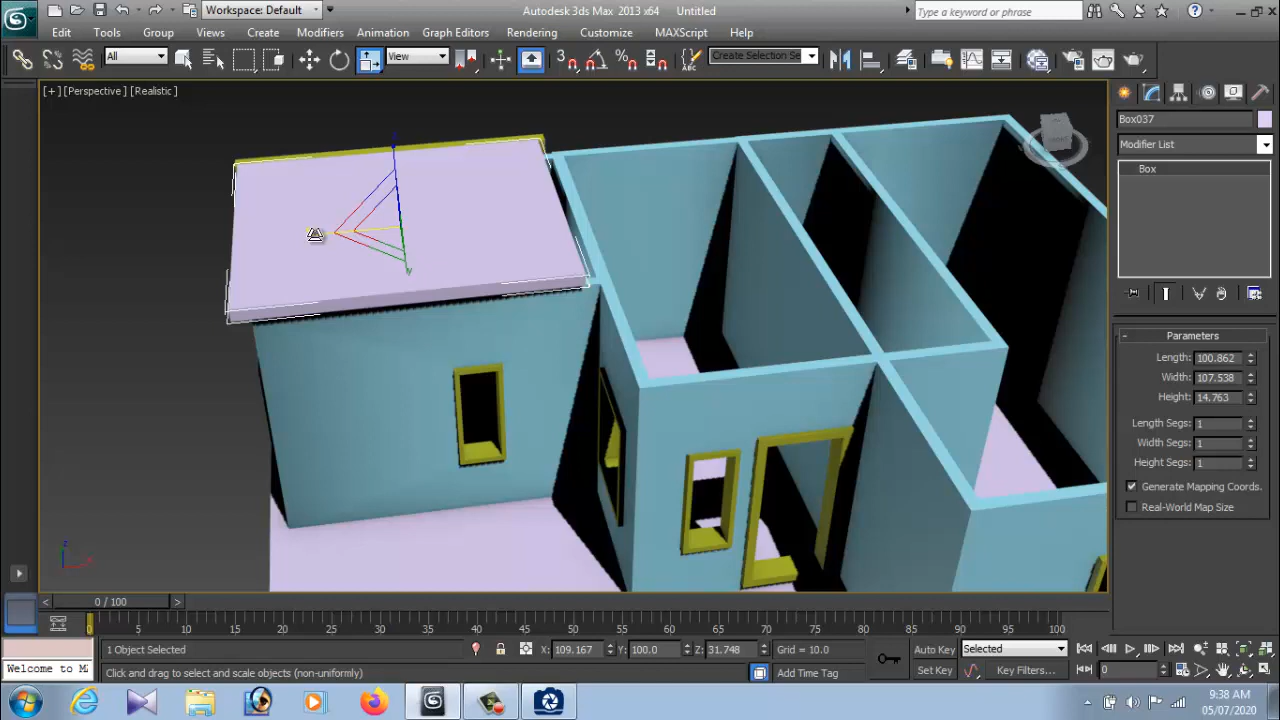 Workspace: Default
Autodesk 3ds Max 2013 x64
Untitled
Type a keyword or phrase
Edit
Tools
Group
Views
Create
Modifiers
Animation
Graph Editors
Rendering
Customize
MAXScript
Help
All
View
Create Selection Se
[+] [Perspective] [Realistic]
Box037
Modifier List
Box
Parameters
Length: 100.862
Width: 107.538
Height: 14.763
Length Segs: 1
Width Segs: 1
Height Segs: 1
Generate Mapping Coords.
Real-World Map Size
z
y
z
x
< 0 / 100 >
0 5 10 15 20 25 30 35 40 45 50 55 60 65 70 75 80 85 90 95 100
1 Object Selected
X: 109.167
Y: 100.0
Z: 31.748
Grid = 10.0
Auto Key
Selected
Welcome to M
Click and drag to select and scale objects (non-uniformly)
Add Time Tag
Set Key
Key Filters...
0
9:38 AM
05/07/2020